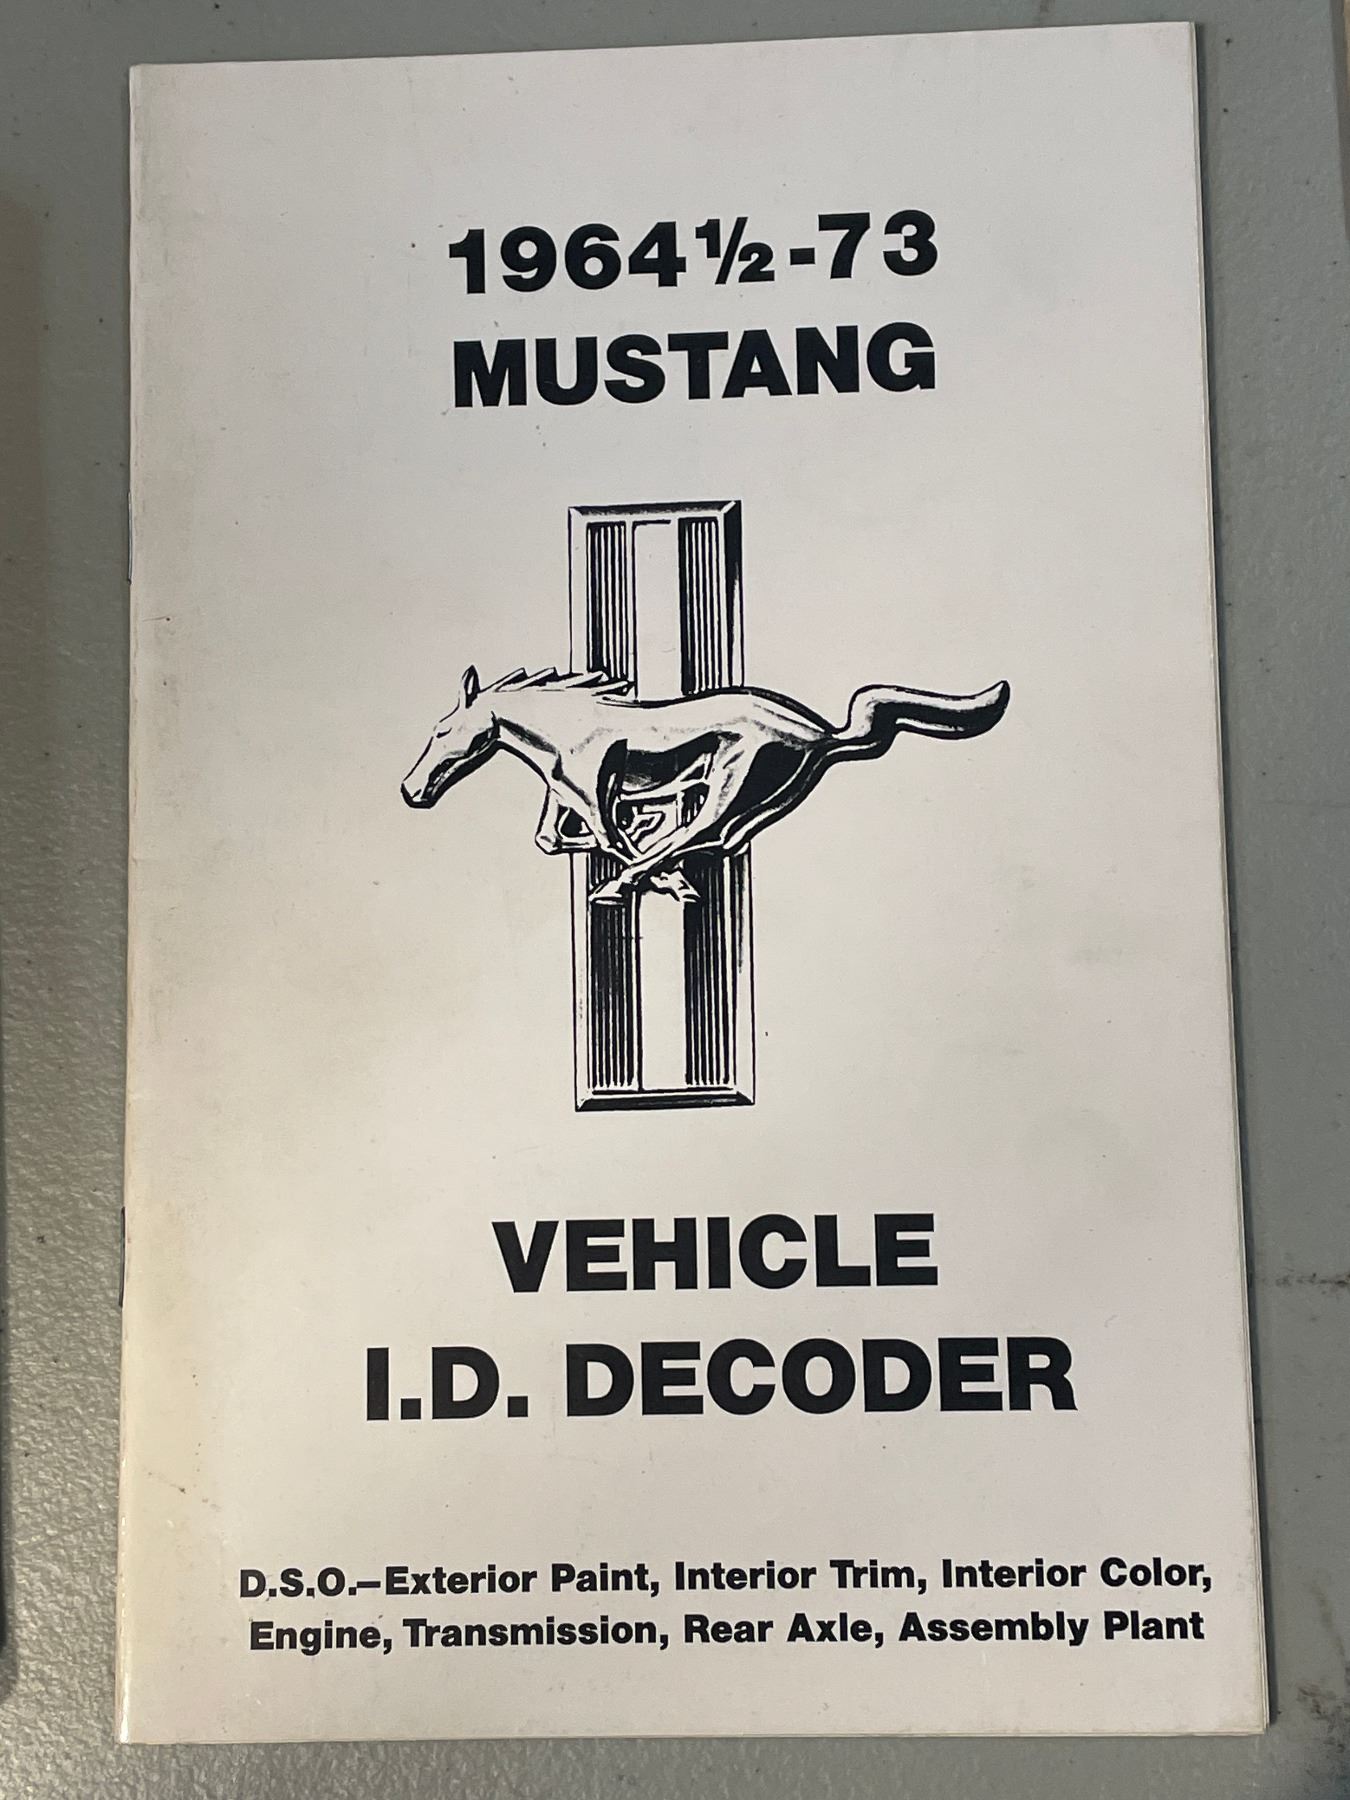 1964½-73
MUSTANG
VEHICLE
I.D. DECODER
D.S.O.—Exterior Paint, Interior Trim, Interior Color,
Engine, Transmission, Rear Axle, Assembly Plant